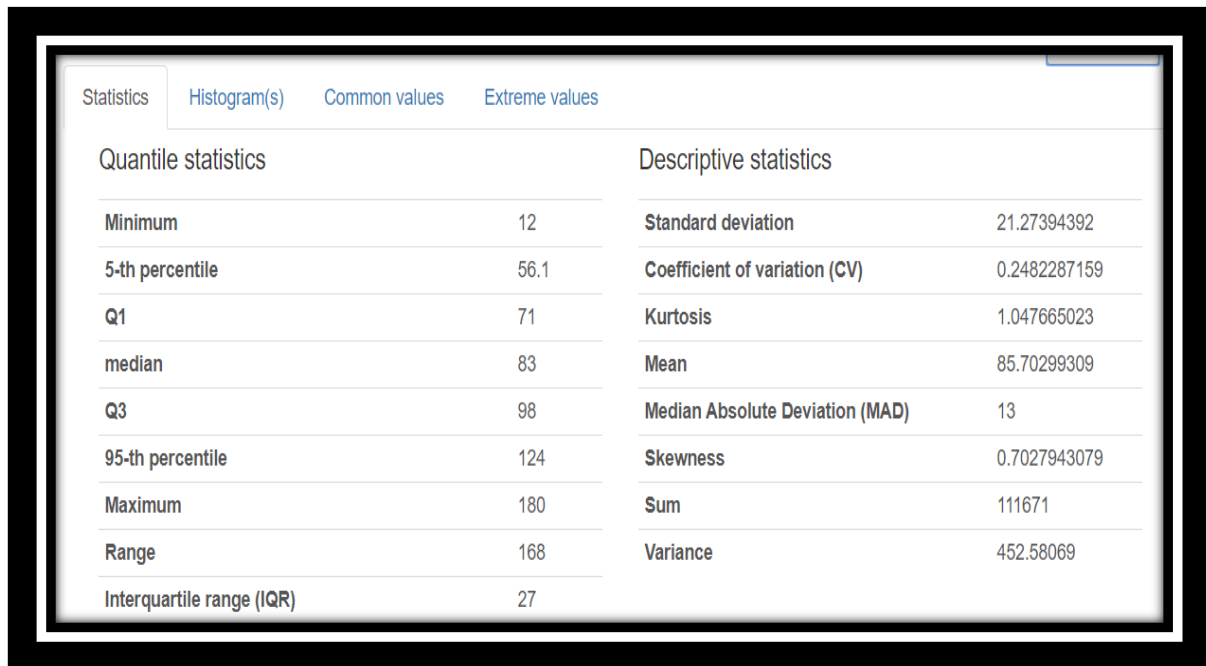 Statistics Histogram(s) Common values Extreme values
Quantile statistics
Minimum 12
5-th percentile 56.1
Q1 71
median 83
Q3 98
95-th percentile 124
Maximum 180
Range 168
Interquartile range (IQR) 27
Descriptive statistics
Standard deviation 21.27394392
Coefficient of variation (CV) 0.2482287159
Kurtosis 1.047665023
Mean 85.70299309
Median Absolute Deviation (MAD) 13
Skewness 0.7027943079
Sum 111671
Variance 452.58069